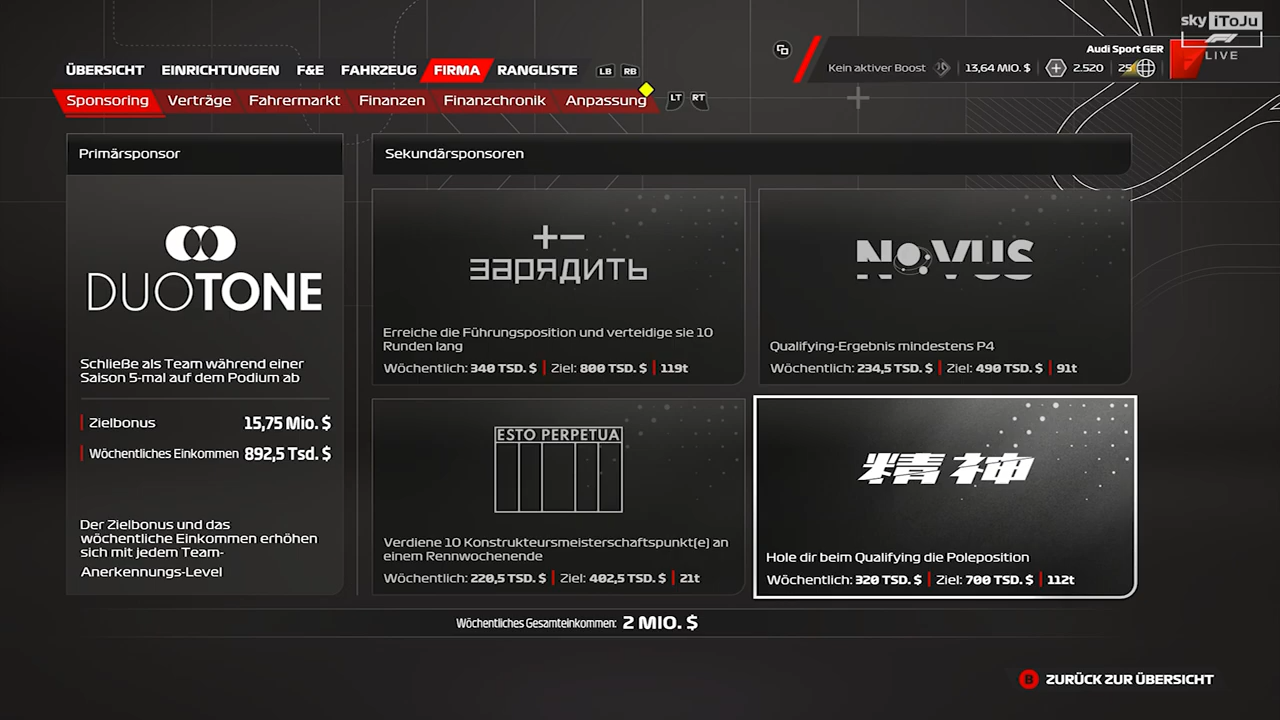 sky iToJu
LIVE
Audi Sport GER
Kein aktiver Boost
13,64 MIO. $
2.520
25
ÜBERSICHT
EINRICHTUNGEN
F&E
FAHRZEUG
FIRMA
RANGLISTE
LB
RB
Sponsoring
Verträge
Fahrermarkt
Finanzen
Finanzchronik
Anpassung
LT
RT
Primärsponsor
DUOTONE
Schließe als Team während einer
Saison 5-mal auf dem Podium ab
Zielbonus 15,75 Mio. $
Wöchentliches Einkommen 892,5 Tsd. $
Der Zielbonus und das
wöchentliche Einkommen erhöhen
sich mit jedem Team-
Anerkennungs-Level
Sekundärsponsoren
+−
зарядить
Erreiche die Führungsposition und verteidige sie 10
Runden lang
Wöchentlich: 340 TSD. $ Ziel: 800 TSD. $ 119t
NOVUS
Qualifying-Ergebnis mindestens P4
Wöchentlich: 234,5 TSD. $ Ziel: 490 TSD. $ 91t
ESTO PERPETUA
Verdiene 10 Konstrukteursmeisterschaftspunkt(e) an
einem Rennwochenende
Wöchentlich: 220,5 TSD. $ Ziel: 402,5 TSD. $ 21t
精神
Hole dir beim Qualifying die Poleposition
Wöchentlich: 320 TSD. $ Ziel: 700 TSD. $ 112t
Wöchentliches Gesamteinkommen: 2 MIO. $
B ZURÜCK ZUR ÜBERSICHT